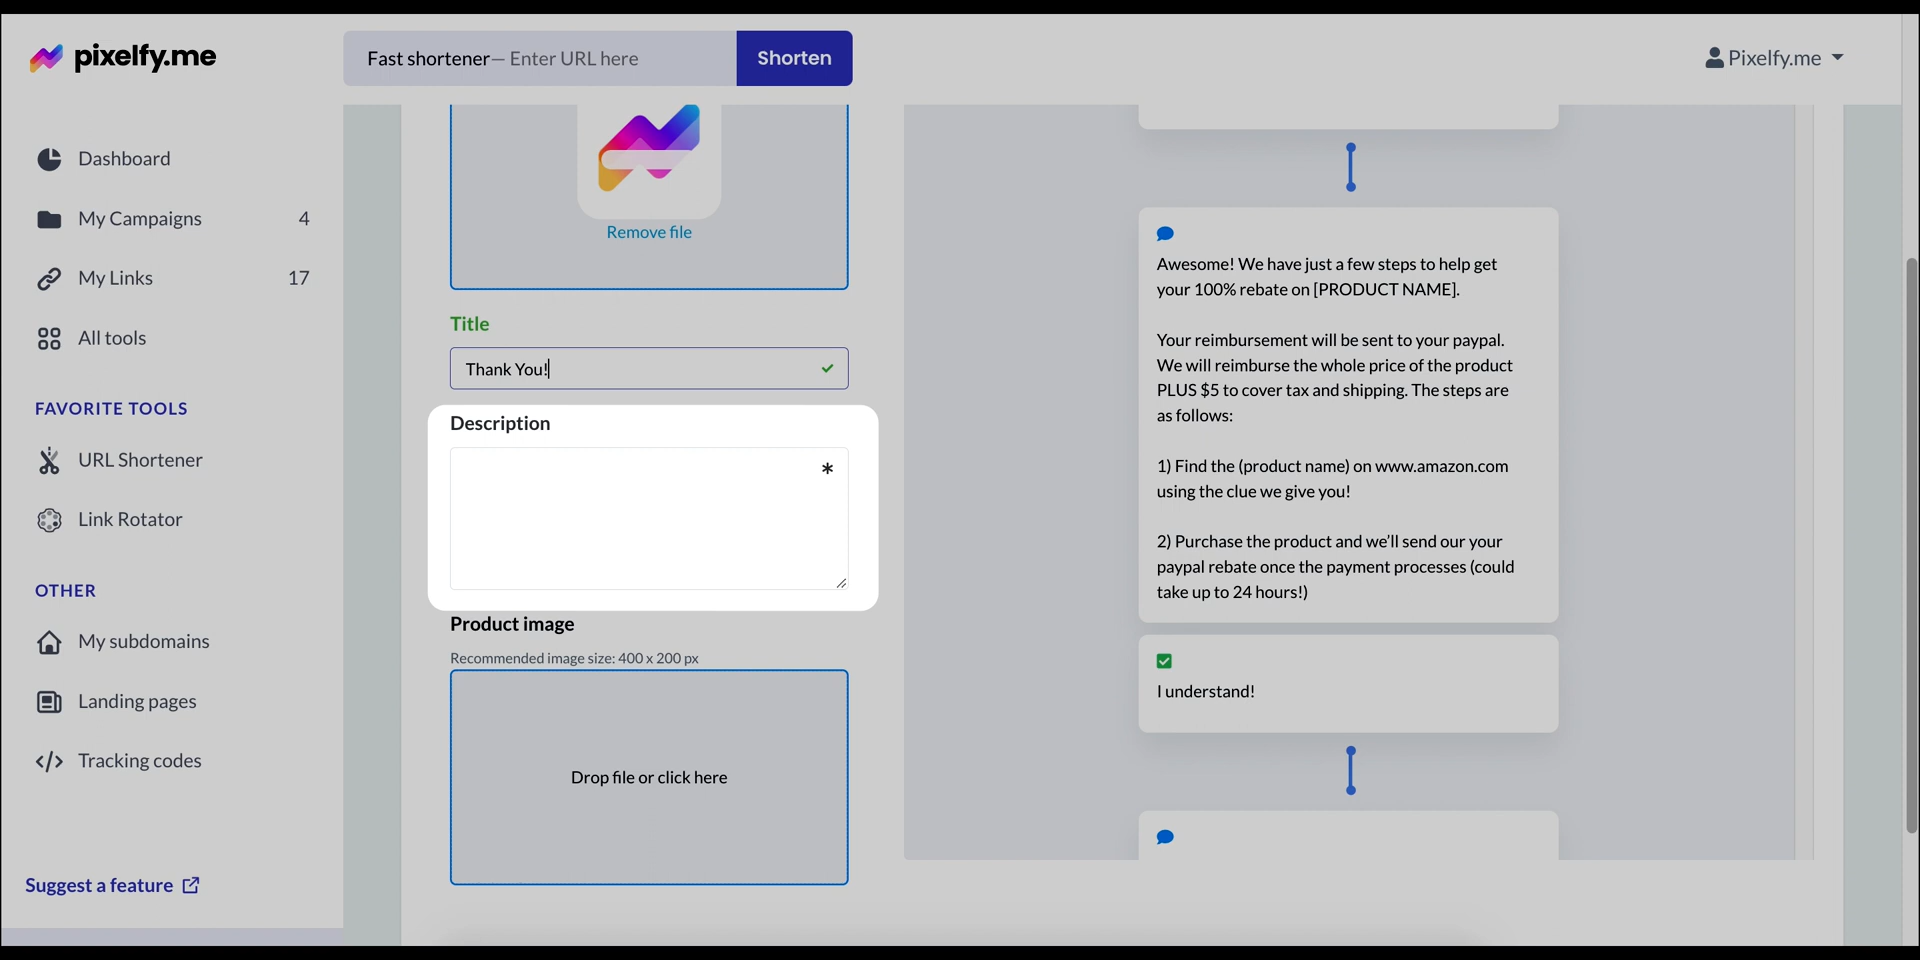 pixelfy.me
Fast shortener— Enter URL here
Shorten
Pixelfy.me
Dashboard
My Campaigns 4
My Links 17
All tools
FAVORITE TOOLS
URL Shortener
Link Rotator
OTHER
My subdomains
Landing pages
Tracking codes
Suggest a feature
Remove file
Title
Thank You!
Description
*
Product image
Recommended image size: 400 x 200 px
Drop file or click here
Awesome! We have just a few steps to help get
your 100% rebate on [PRODUCT NAME].
Your reimbursement will be sent to your paypal.
We will reimburse the whole price of the product
PLUS $5 to cover tax and shipping. The steps are
as follows:
1) Find the (product name) on www.amazon.com
using the clue we give you!
2) Purchase the product and we’ll send our your
paypal rebate once the payment processes (could
take up to 24 hours!)
I understand!